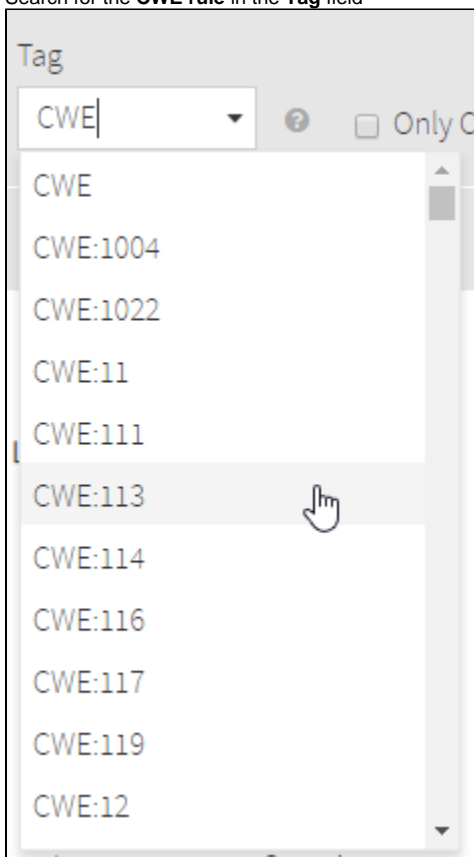 Search for the CWE rule in the Tag field
Tag
CWE
Only
CWE
CWE:1004
CWE:1022
CWE:11
CWE:111
CWE:113
CWE:114
CWE:116
CWE:117
CWE:119
CWE:12